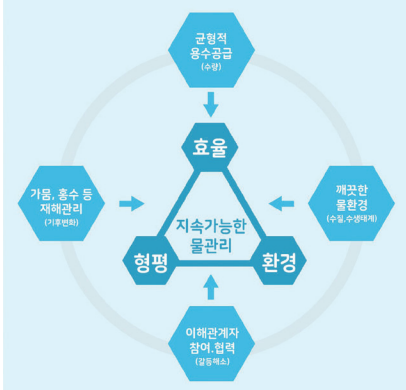 균형적
용수공급
(수량)
효율
가뭄, 홍수 등
재해관리
(기후변화)
깨끗한
물환경
(수질,수생태계)
지속가능한
물관리
형평
환경
이해관계자
참여.협력
(갈등해소)